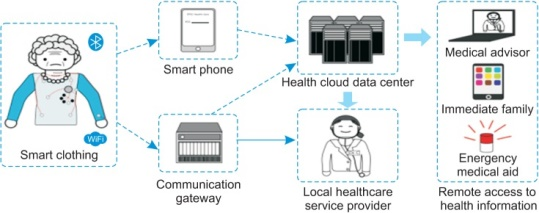 WiFi
Smart clothing
Smart phone
Communication
gateway
Health cloud data center
Local healthcare
service provider
Medical advisor
Immediate family
Emergency
medical aid
Remote access to
health information